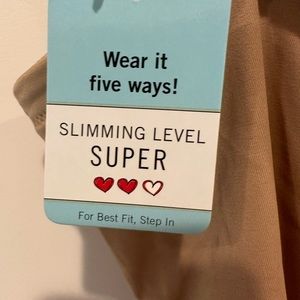 Wear it
five ways!
SLIMMING LEVEL
SUPER
For Best Fit, Step In